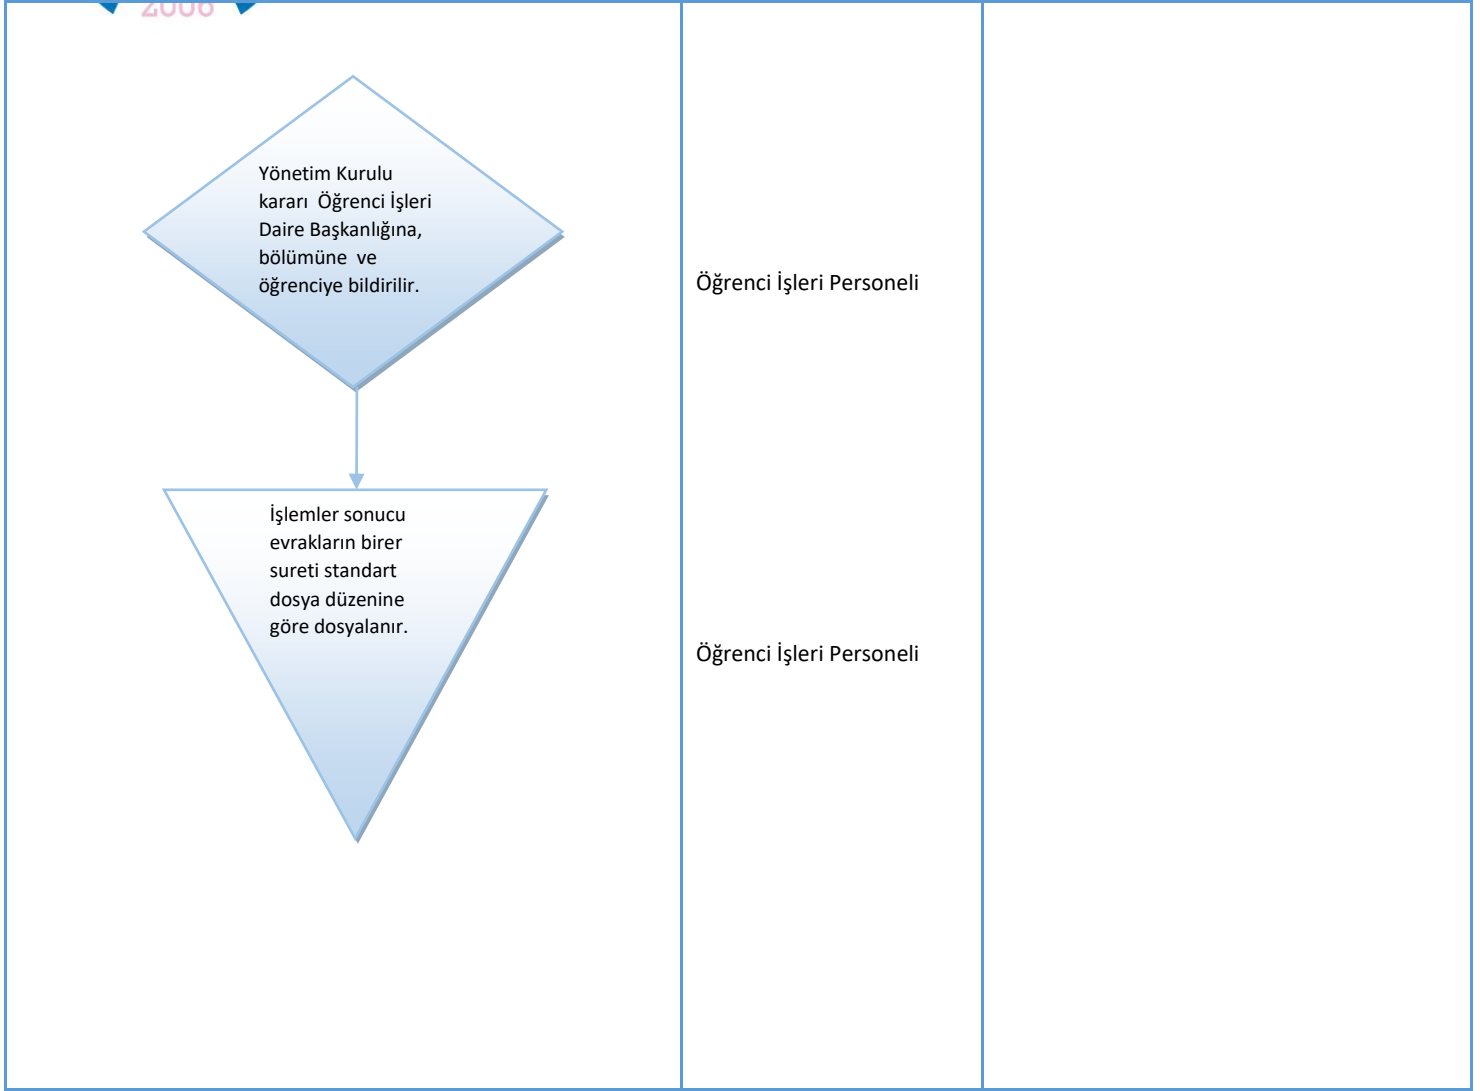 2006
Yönetim Kurulu
kararı Öğrenci İşleri
Daire Başkanlığına,
bölümüne ve
öğrenciye bildirilir.
Öğrenci İşleri Personeli
İşlemler sonucu
evrakların birer
sureti standart
dosya düzenine
göre dosyalanır.
Öğrenci İşleri Personeli